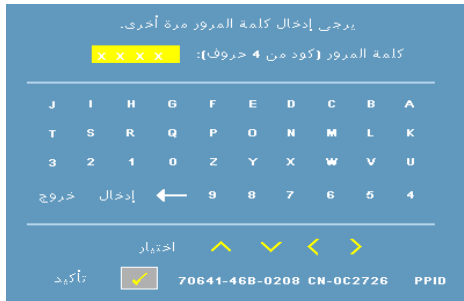 يرجى إدخال كلمة المرور مرة أخرى.
كلمة المرور (كود من 4 حروف): x x x x
A B C D E F G H I J
K L M N O P Q R S T
U V W X Y Z 0 1 2 3
4 5 6 7 8 9 ← إدخال خروج
اختيار
PPID CN-0C2726 70641-46B-0208 تأكيد